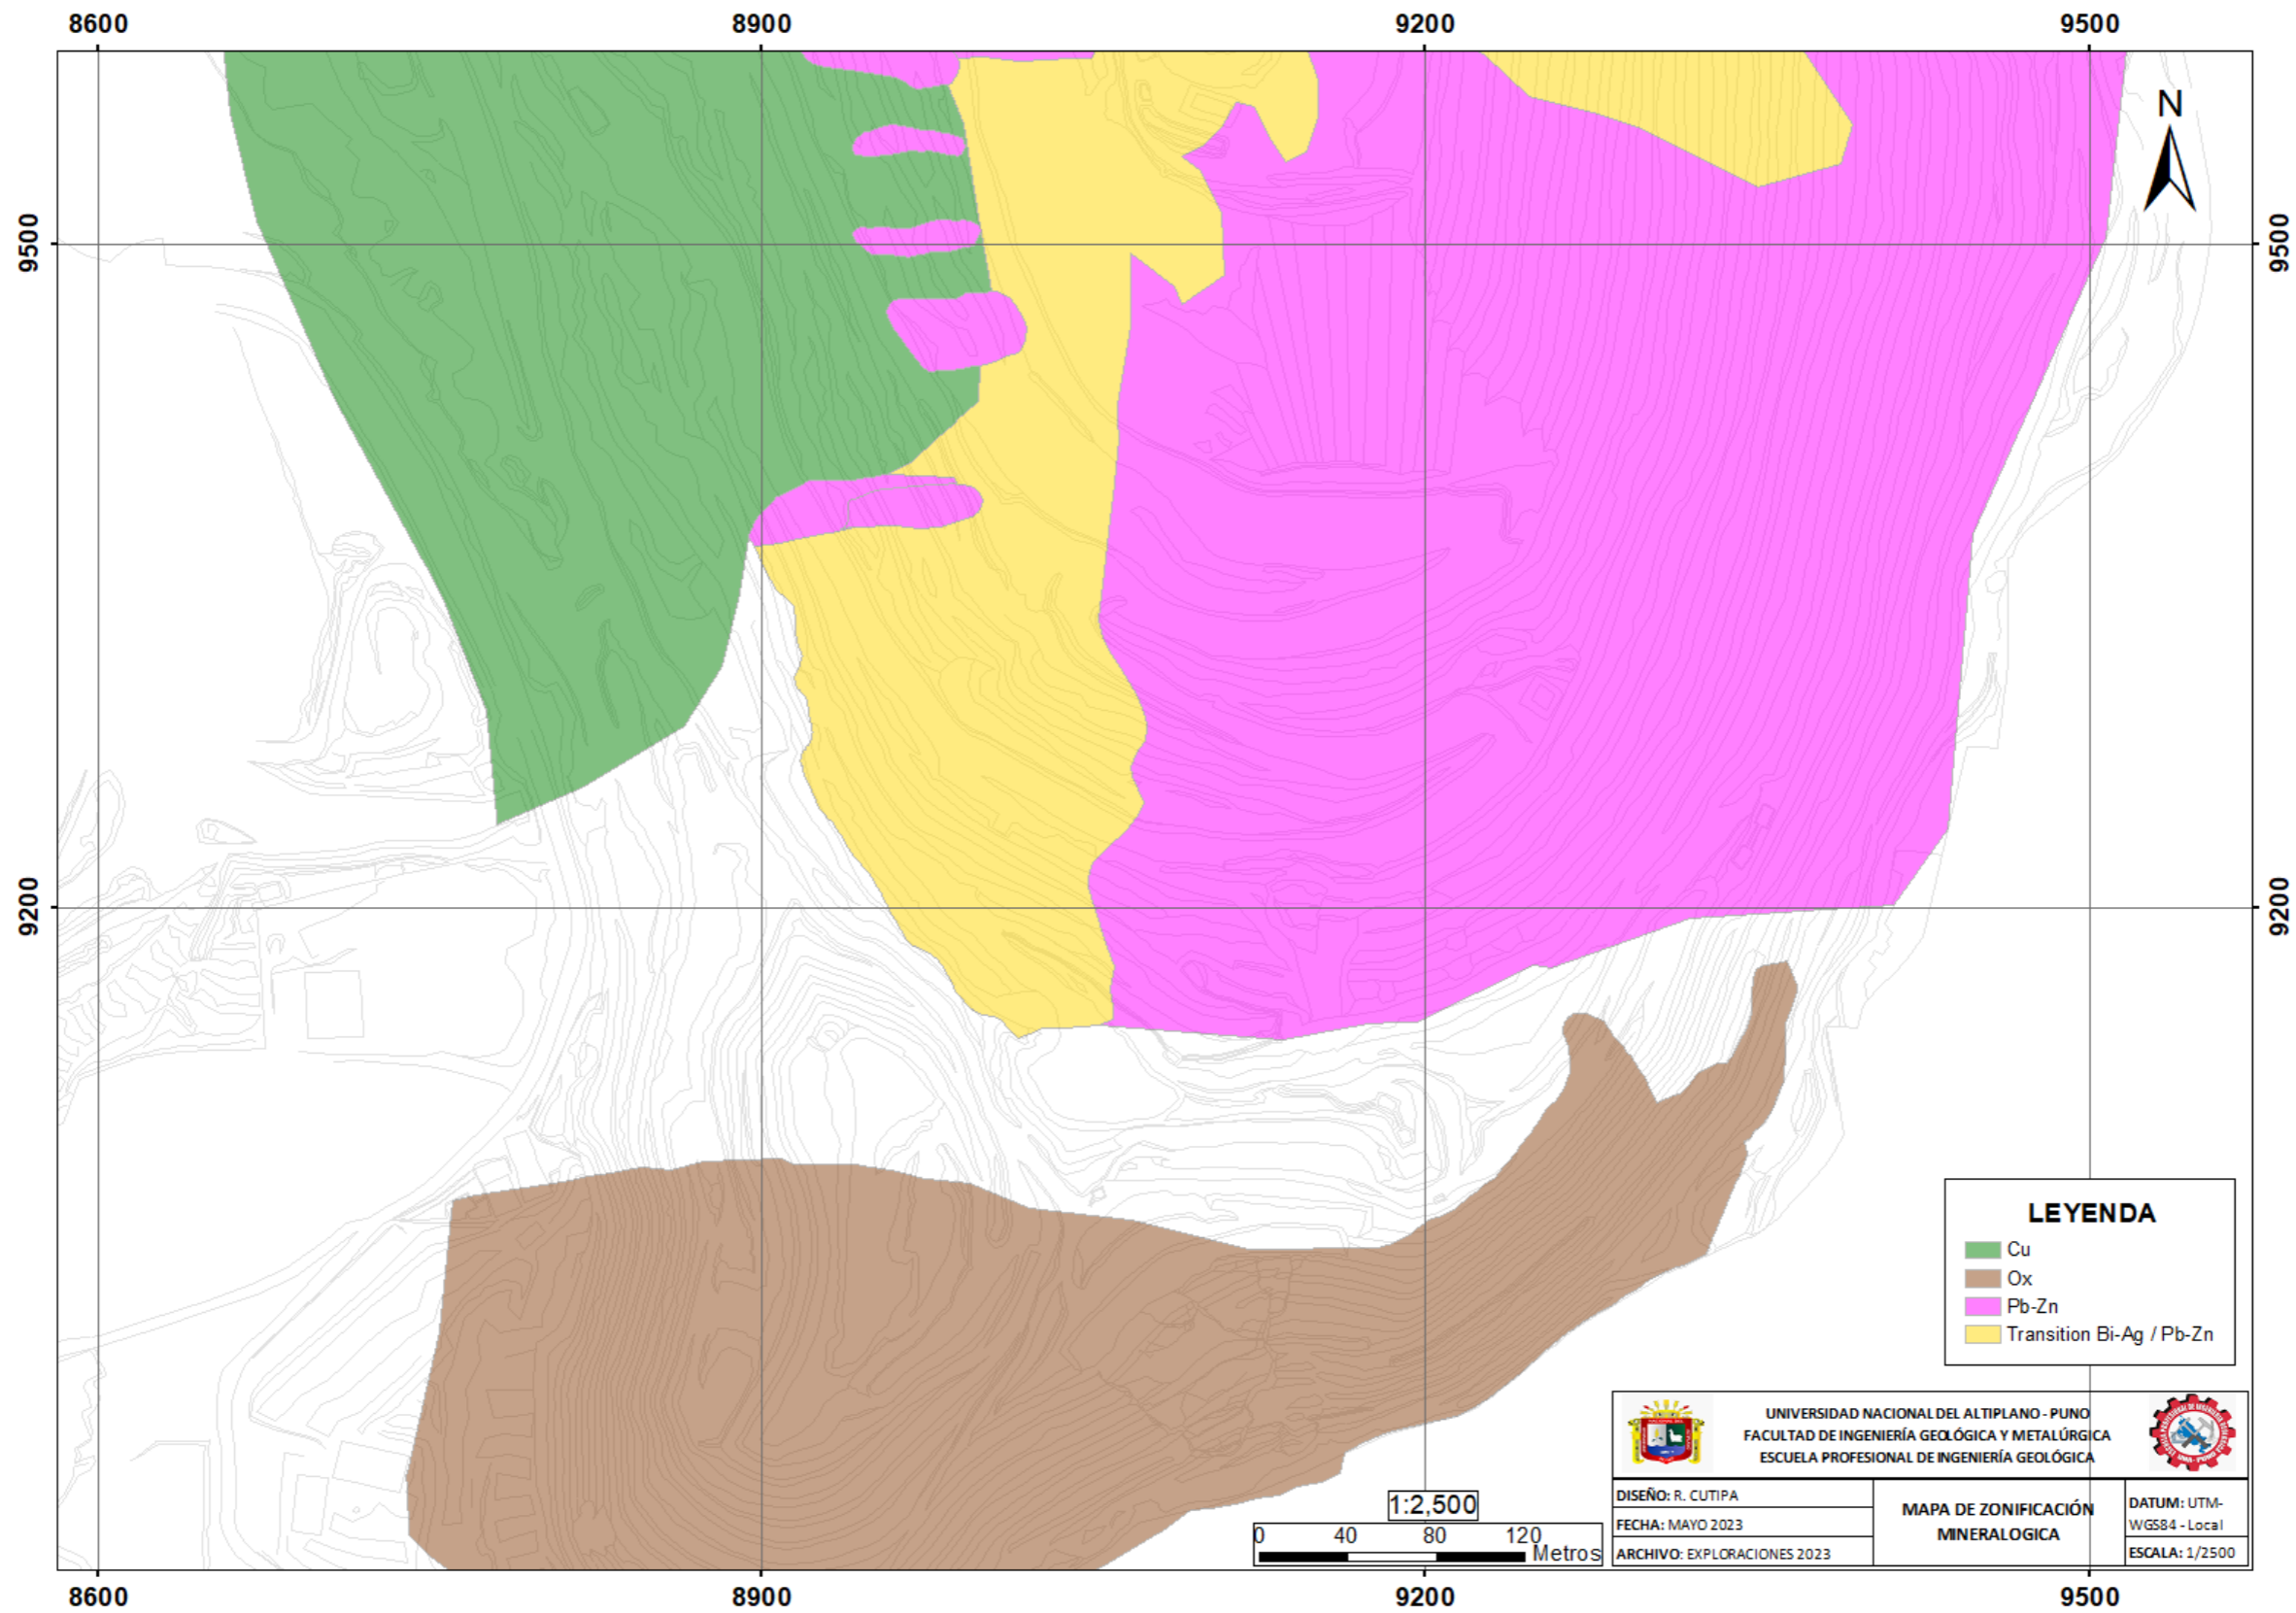 8600 8900 9200 9500
N
9500 9500
9200 9200
LEYENDA
Cu
Ox
Pb-Zn
Transition Bi-Ag / Pb-Zn
UNIVERSIDAD NACIONAL DEL ALTIPLANO - PUNO
FACULTAD DE INGENIERÍA GEOLÓGICA Y METALÚRGICA
ESCUELA PROFESIONAL DE INGENIERÍA GEOLÓGICA
1:2,500
0 40 80 120
Metros
DISEÑO: R. CUTIPA
FECHA: MAYO 2023
ARCHIVO: EXPLORACIONES 2023
MAPA DE ZONIFICACIÓN
MINERALOGICA
DATUM: UTM-
WGS84 - Local
ESCALA: 1/2500
8600 8900 9200 9500